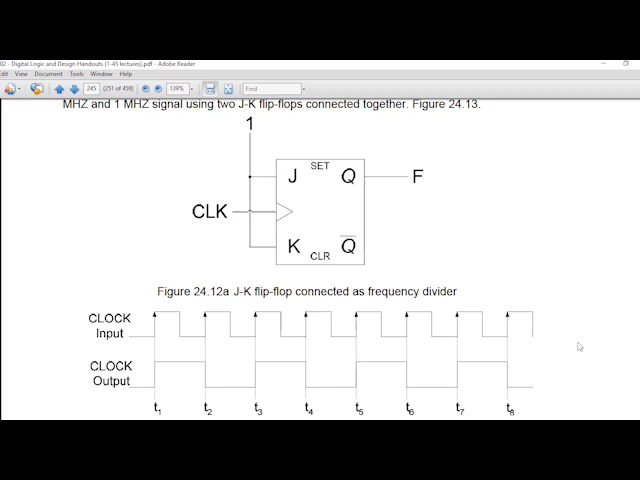 02 - Digital Logic and Design Handouts (1-45 lectures).pdf - Adobe Reader
Edit View Document Tools Window Help
245 (251 of 459) 139% Find
MHZ and 1 MHZ signal using two J-K flip-flops connected together. Figure 24.13.
1
SET
J Q F
CLK
K Q
CLR
Figure 24.12a J-K flip-flop connected as frequency divider
CLOCK
Input
CLOCK
Output
t1 t2 t3 t4 t5 t6 t7 t8